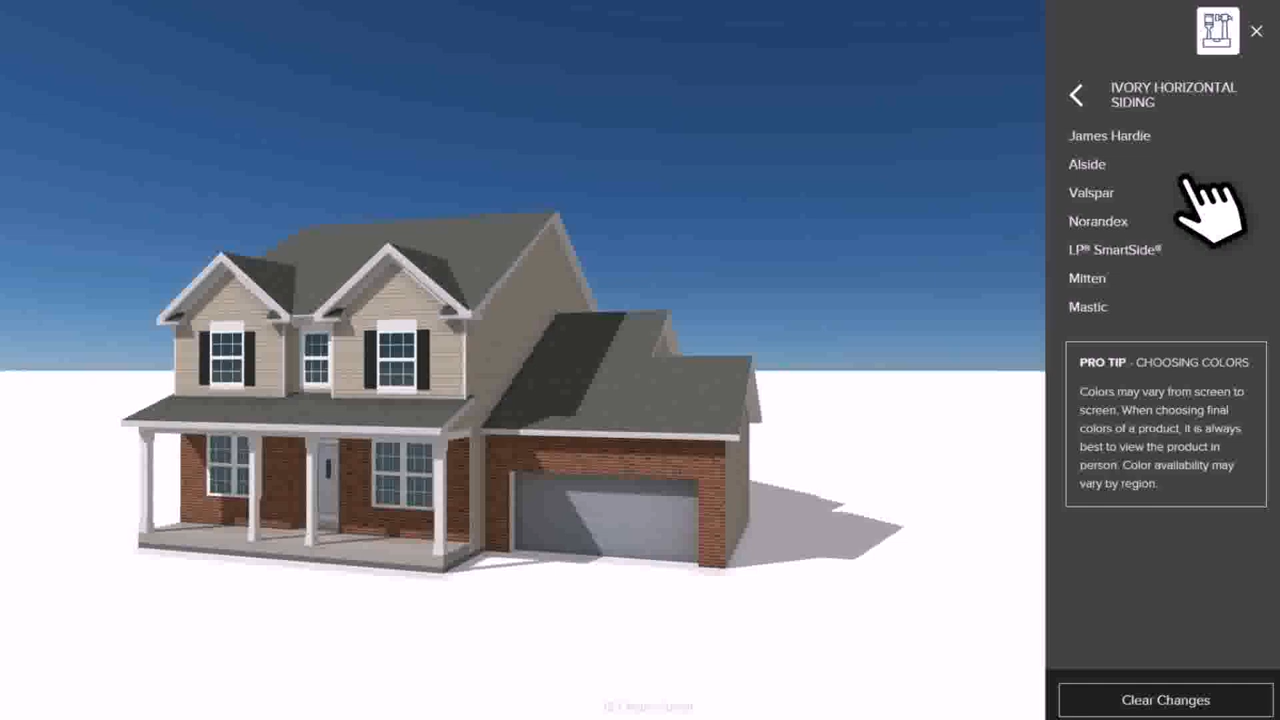 IVORY HORIZONTAL
SIDING
James Hardie
Alside
Valspar
Norandex
LP® SmartSide®
Mitten
Mastic
PRO TIP - CHOOSING COLORS
Colors may vary from screen to
screen. When choosing final
colors of a product, it is always
best to view the product in
person. Color availability may
vary by region.
Clear Changes